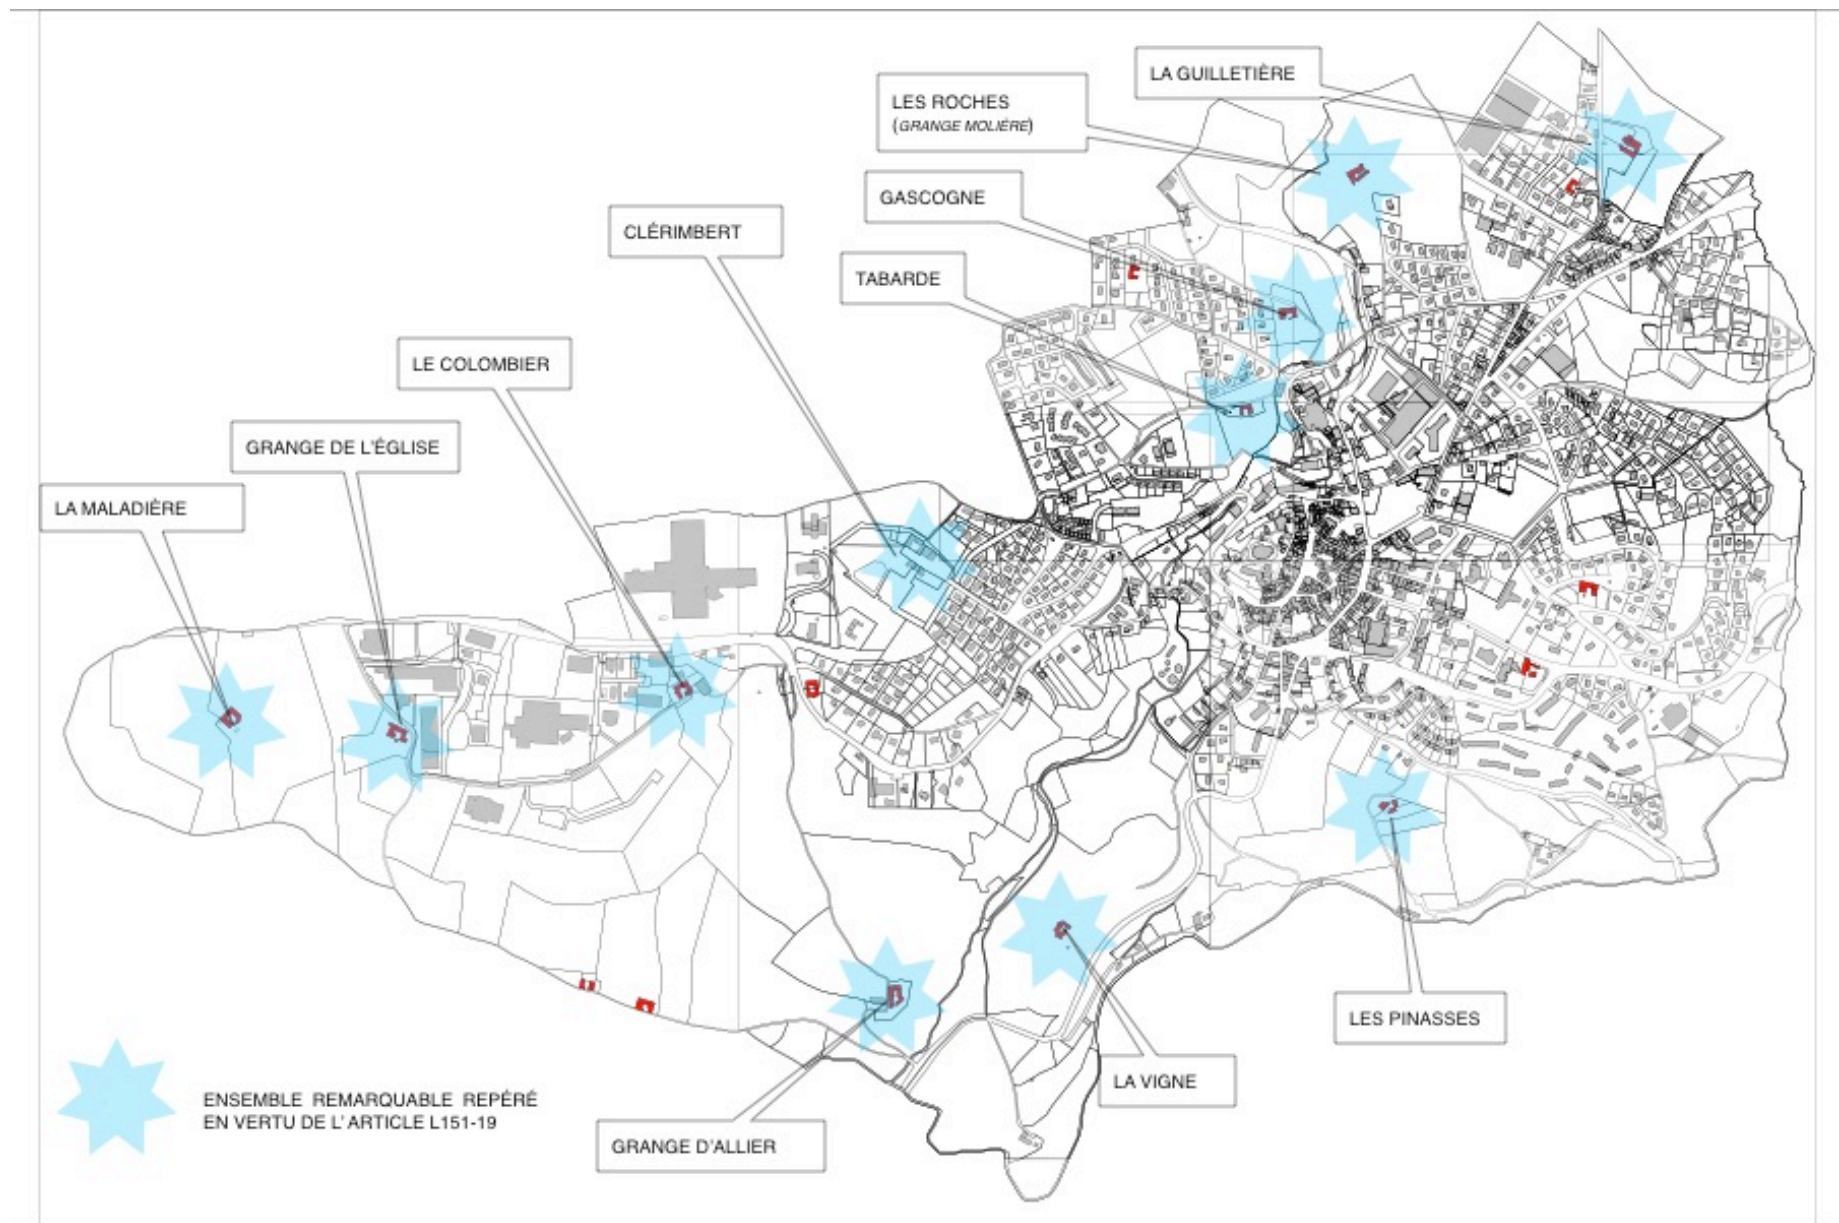 LA GUILLETIÈRE
LES ROCHES
(GRANGE MOLIÈRE)
GASCOGNE
CLÉRIMBERT
TABARDE
LE COLOMBIER
GRANGE DE L'ÉGLISE
LA MALADIÈRE
LES PINASSES
LA VIGNE
ENSEMBLE REMARQUABLE REPÉRÉ
EN VERTU DE L' ARTICLE L151-19
GRANGE D'ALLIER